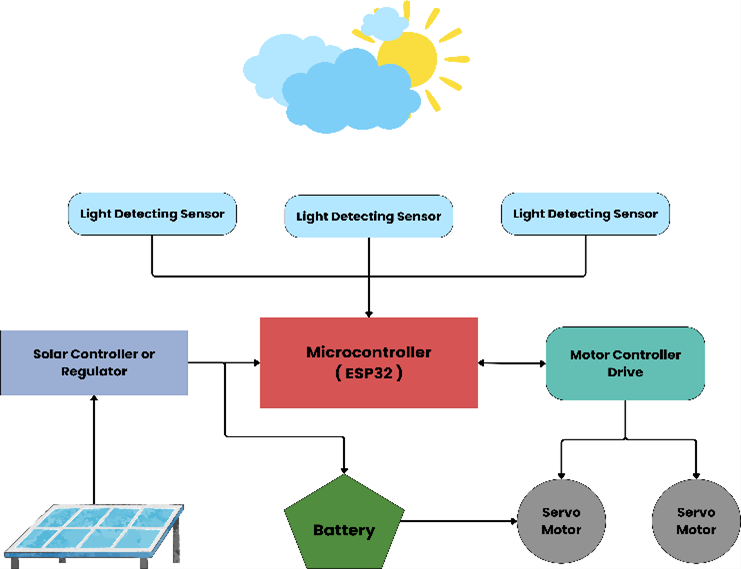 Light Detecting Sensor
Light Detecting Sensor
Light Detecting Sensor
Solar Controller or
Regulator
Microcontroller
( ESP32 )
Motor Controller
Drive
Battery
Servo
Motor
Servo
Motor